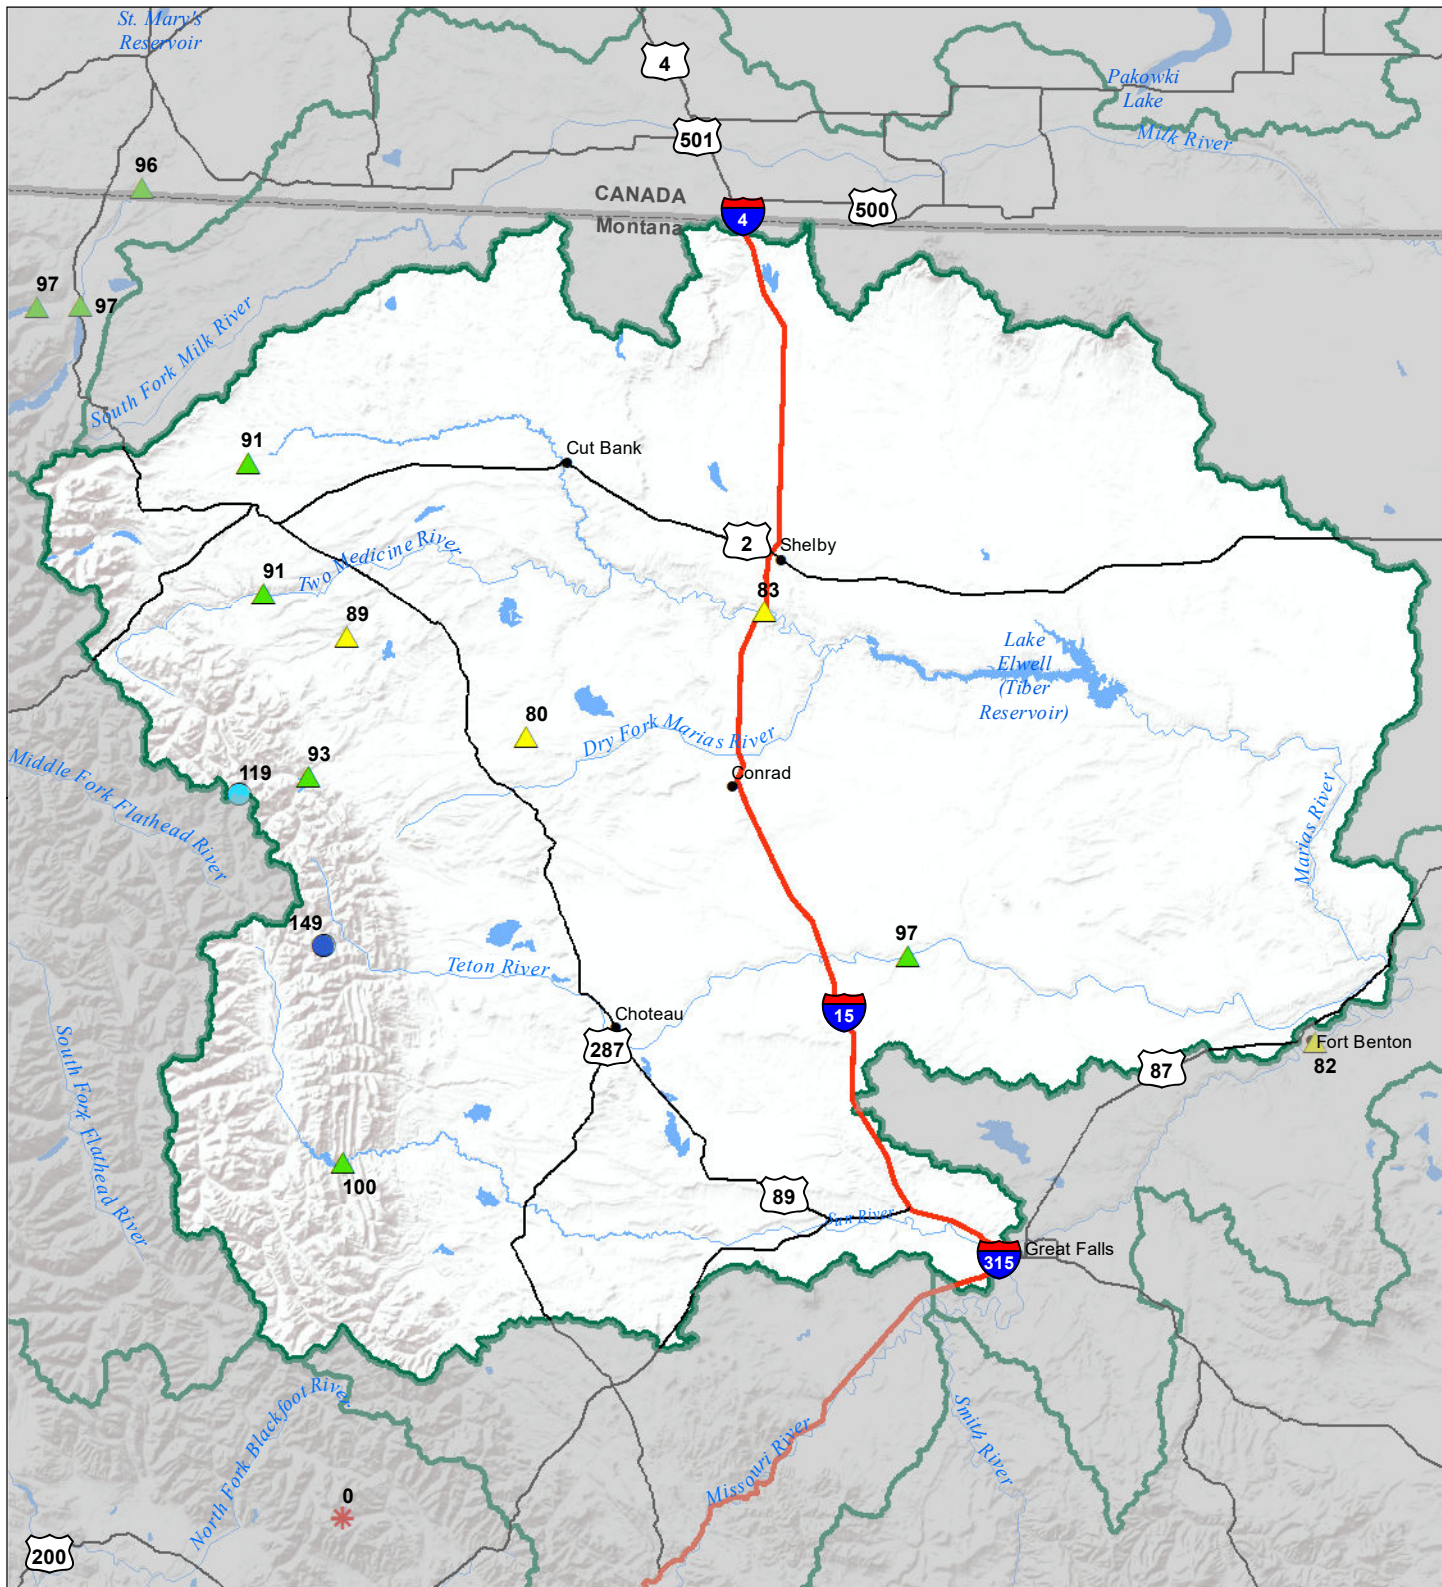 St. Mary's
Reservoir
4
Pakowki
Lake
501
Milk River
96
CANADA
500
4
Montana
97
97
South Fork Milk River
91
Cut Bank
2
Shelby
Two Medicine River
91
89
83
Lake
Elwell
(Tiber
Reservoir)
80
Dry Fork Marias River
Middle Fork Flathead River
93
119
Conrad
Marias River
149
97
Teton River
Choteau
15
287
Fort Benton
87
82
South Fork Flathead River
100
89
Sun River
Great Falls
315
North Fork Blackfoot River
Missouri River
Smith River
0
200